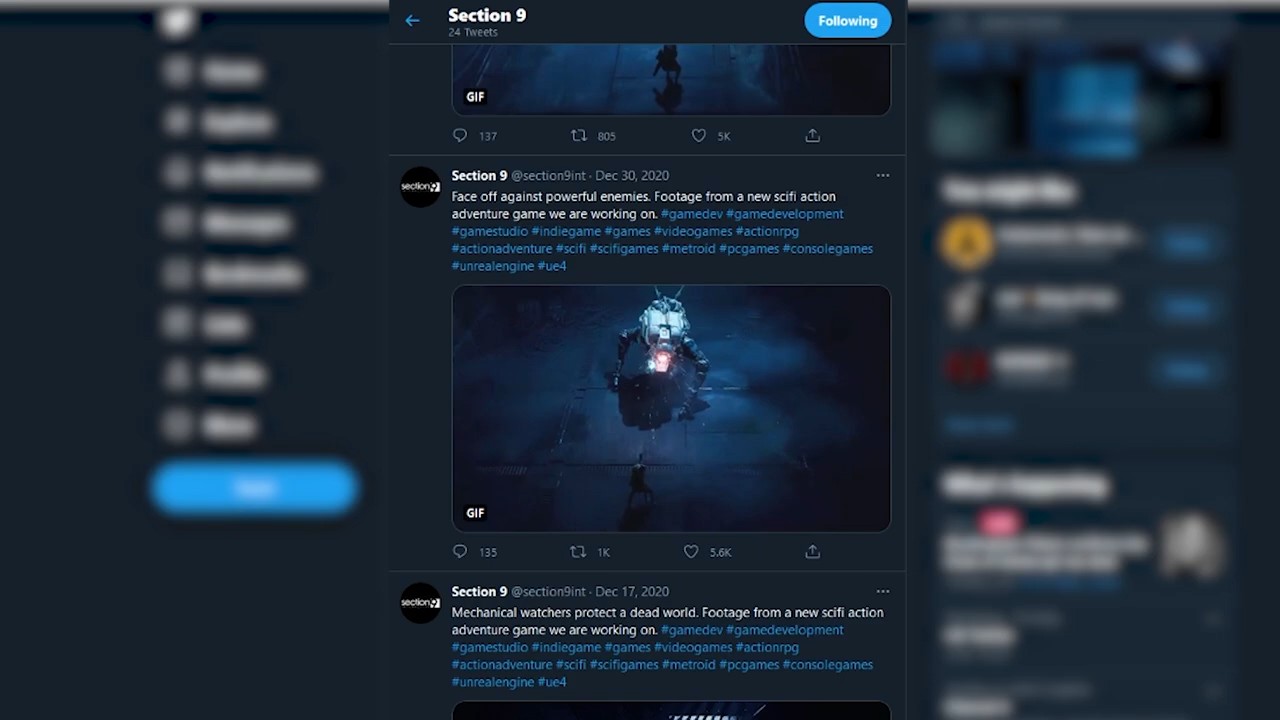 Section 9
24 Tweets
Following
GIF
137 805 5K
section9
Section 9 @section9int · Dec 30, 2020
Face off against powerful enemies. Footage from a new scifi action
adventure game we are working on. #gamedev #gamedevelopment
#gamestudio #indiegame #games #videogames #actionrpg
#actionadventure #scifi #scifigames #metroid #pcgames #consolegames
#unrealengine #ue4
GIF
135 1K 5.6K
section9
Section 9 @section9int · Dec 17, 2020
Mechanical watchers protect a dead world. Footage from a new scifi action
adventure game we are working on. #gamedev #gamedevelopment
#gamestudio #indiegame #games #videogames #actionrpg
#actionadventure #scifi #scifigames #metroid #pcgames #consolegames
#unrealengine #ue4